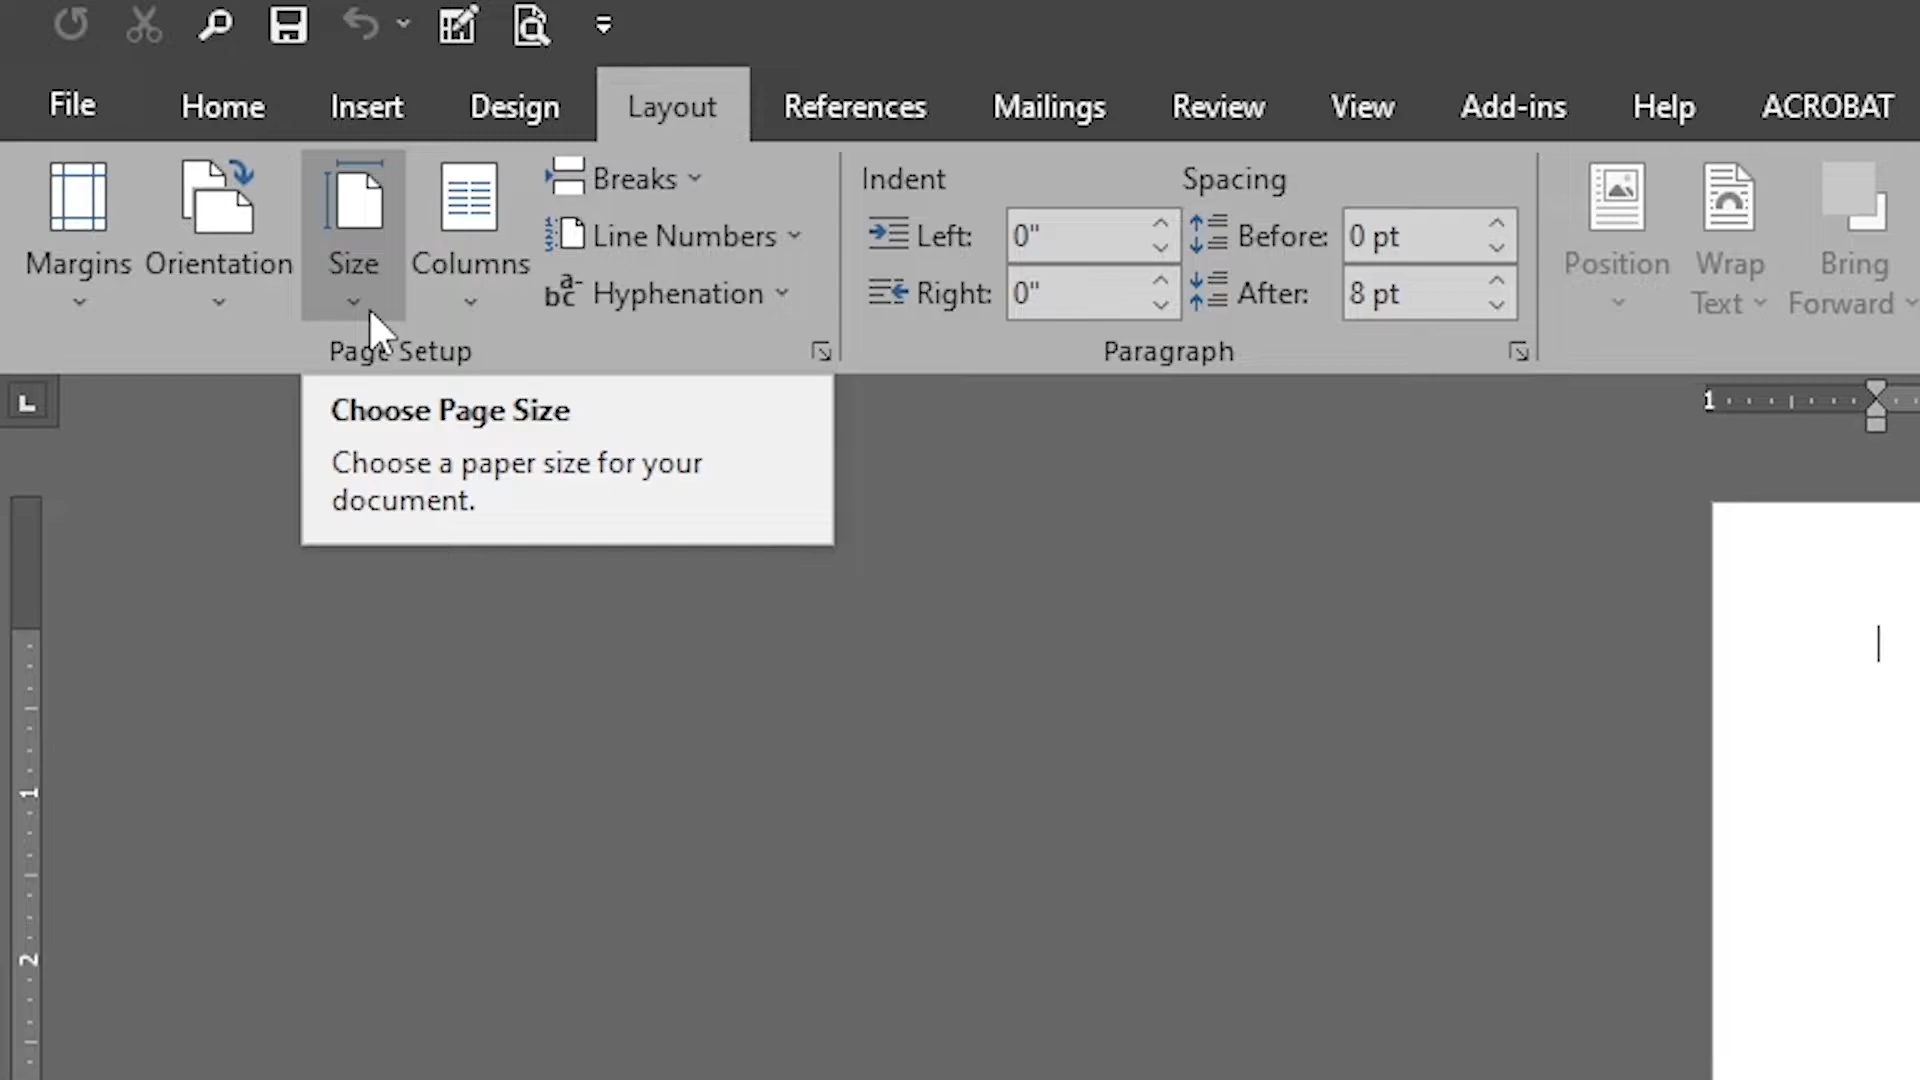 File Home Insert Design Layout References Mailings Review View Add-ins Help ACROBAT
Margins Orientation Size Columns
Breaks
Line Numbers
Hyphenation
Page Setup
Indent
Left: 0"
Right: 0"
Spacing
Before: 0 pt
After: 8 pt
Paragraph
Position
Wrap
Text
Bring
Forward
Choose Page Size
Choose a paper size for your
document.
1
1
2